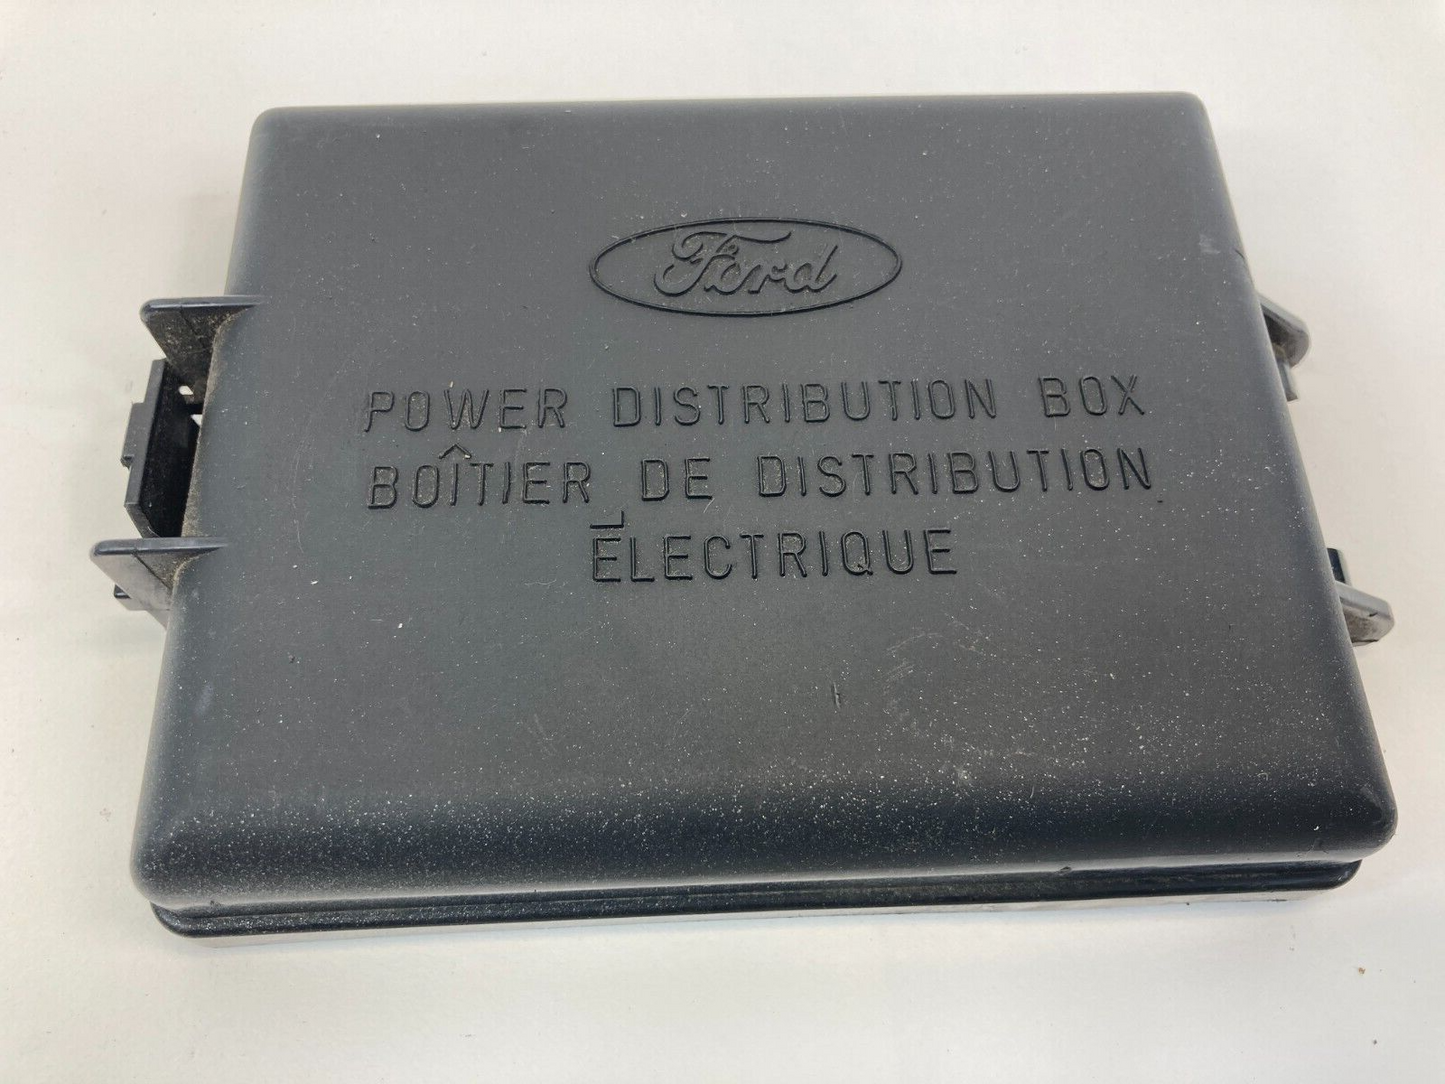 Ford
POWER DISTRIBUTION BOX
BOÎTIER DE DISTRIBUTION
ÉLECTRIQUE